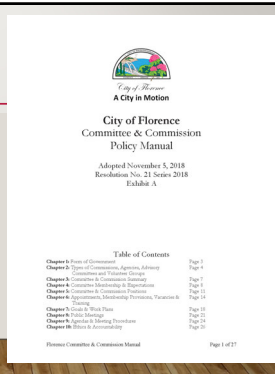 City of Florence
A City in Motion
City of Florence
Committee & Commission
Policy Manual
Adopted November 5, 2018
Resolution No. 21 Series 2018
Exhibit A
Table of Contents
Chapter 1: Form of Government Page 3
Chapter 2: Types of Commissions, Agencies, Advisory Page 4
Committees and Volunteer Groups
Chapter 3: Committee & Commission Summary Page 7
Chapter 4: Committee Membership & Expectations Page 8
Chapter 5: Committee & Commission Positions Page 12
Chapter 6: Appointments, Membership Provisions, Vacancies & Page 14
Training
Chapter 7: Goals & Work Plans Page 18
Chapter 8: Public Meetings Page 21
Chapter 9: Agendas & Meeting Procedures Page 24
Chapter 10: Ethics & Accountability Page 26
Florence Committee & Commission Manual Page 1 of 27